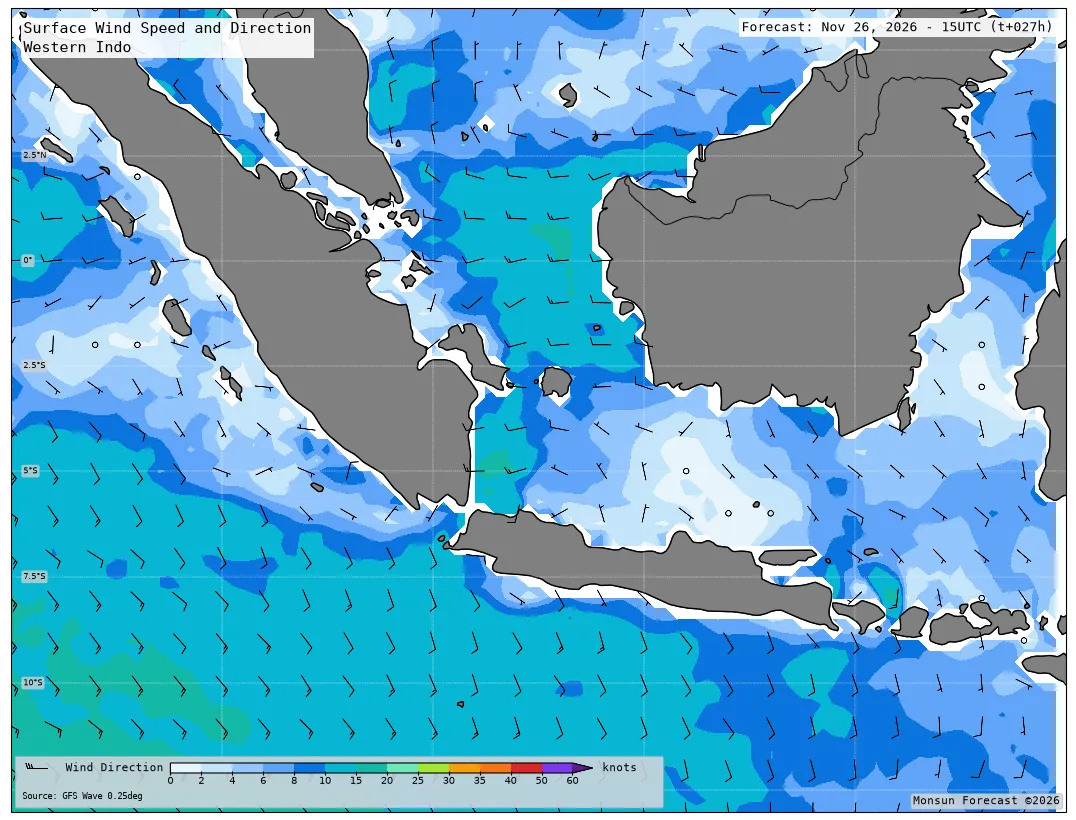 Surface Wind Speed and Direction
Western Indo
Forecast: Nov 26, 2026 - 15UTC (t+027h)
2.5°N
0°
2.5°S
5°S
7.5°S
10°S
Wind Direction
0 2 4 6 8 10 15 20 25 30 35 40 50 60
knots
Source: GFS Wave 0.25deg
Monsun Forecast ©2026